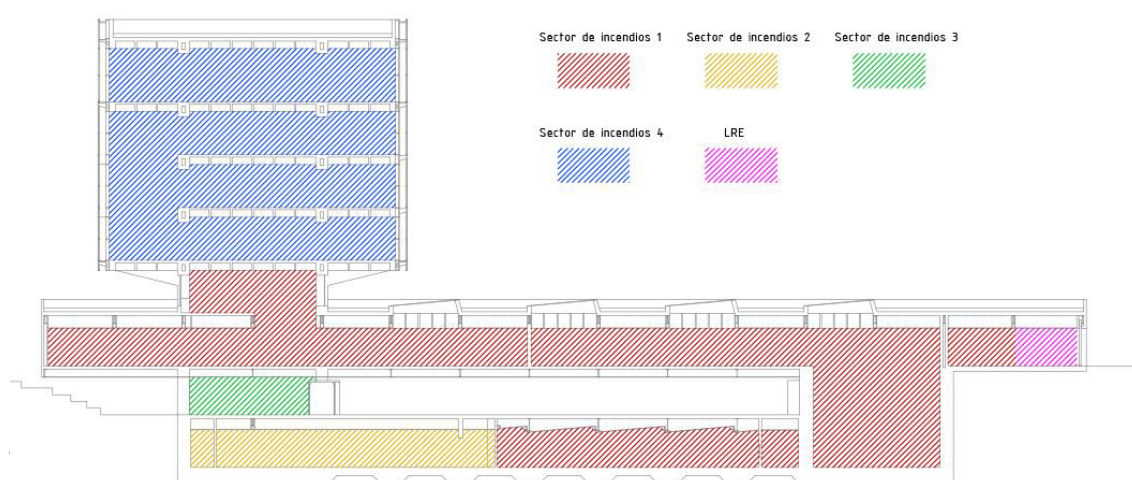 Sector de incendios 1
Sector de incendios 2
Sector de incendios 3
Sector de incendios 4
LRE